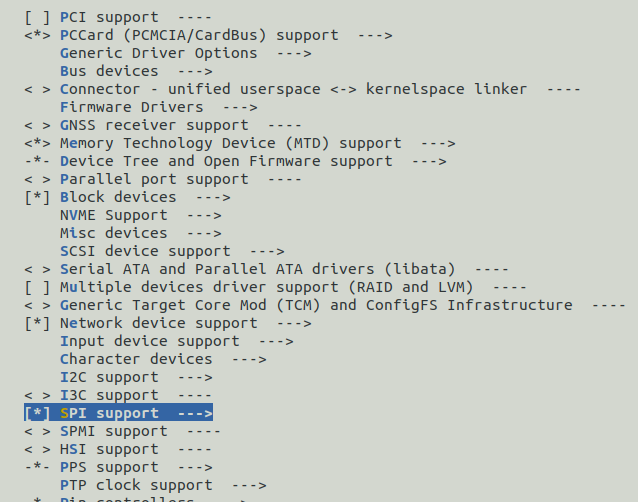 [ ] PCI support  ----
<*> PCCard (PCMCIA/CardBus) support  --->
    Generic Driver Options  --->
    Bus devices  --->
< > Connector - unified userspace <-> kernelspace linker  ----
    Firmware Drivers  --->
< > GNSS receiver support  ----
<*> Memory Technology Device (MTD) support  --->
-*- Device Tree and Open Firmware support  --->
< > Parallel port support  ----
[*] Block devices  --->
    NVME Support  --->
    Misc devices  --->
    SCSI device support  --->
< > Serial ATA and Parallel ATA drivers (libata)  ----
[ ] Multiple devices driver support (RAID and LVM)  ----
< > Generic Target Core Mod (TCM) and ConfigFS Infrastructure  ----
[*] Network device support  --->
    Input device support  --->
    Character devices  --->
    I2C support  --->
< > I3C support  ----
[*] SPI support  --->
< > SPMI support  ----
< > HSI support  ----
-*- PPS support  --->
    PTP clock support  --->
-*- Pin controllers  --->